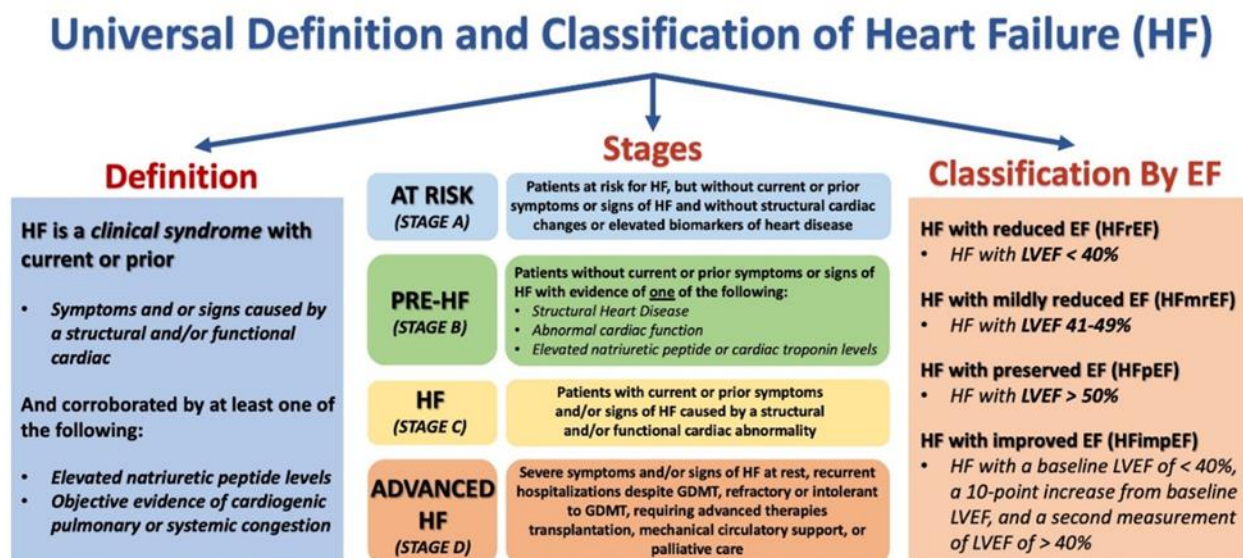 Universal Definition and Classification of Heart Failure (HF)
Definition
HF is a clinical syndrome with
current or prior
• Symptoms and or signs caused by
a structural and/or functional
cardiac
And corroborated by at least one of
the following:
• Elevated natriuretic peptide levels
• Objective evidence of cardiogenic
pulmonary or systemic congestion
Stages
AT RISK
(STAGE A)
Patients at risk for HF, but without current or prior
symptoms or signs of HF and without structural cardiac
changes or elevated biomarkers of heart disease
PRE-HF
(STAGE B)
Patients without current or prior symptoms or signs of
HF with evidence of one of the following:
• Structural Heart Disease
• Abnormal cardiac function
• Elevated natriuretic peptide or cardiac troponin levels
HF
(STAGE C)
Patients with current or prior symptoms
and/or signs of HF caused by a structural
and/or functional cardiac abnormality
ADVANCED
HF
(STAGE D)
Severe symptoms and/or signs of HF at rest, recurrent
hospitalizations despite GDMT, refractory or intolerant
to GDMT, requiring advanced therapies
transplantation, mechanical circulatory support, or
palliative care
Classification By EF
HF with reduced EF (HFrEF)
• HF with LVEF < 40%
HF with mildly reduced EF (HFmrEF)
• HF with LVEF 41-49%
HF with preserved EF (HFpEF)
• HF with LVEF > 50%
HF with improved EF (HFimpEF)
• HF with a baseline LVEF of < 40%,
a 10-point increase from baseline
LVEF, and a second measurement
of LVEF of > 40%